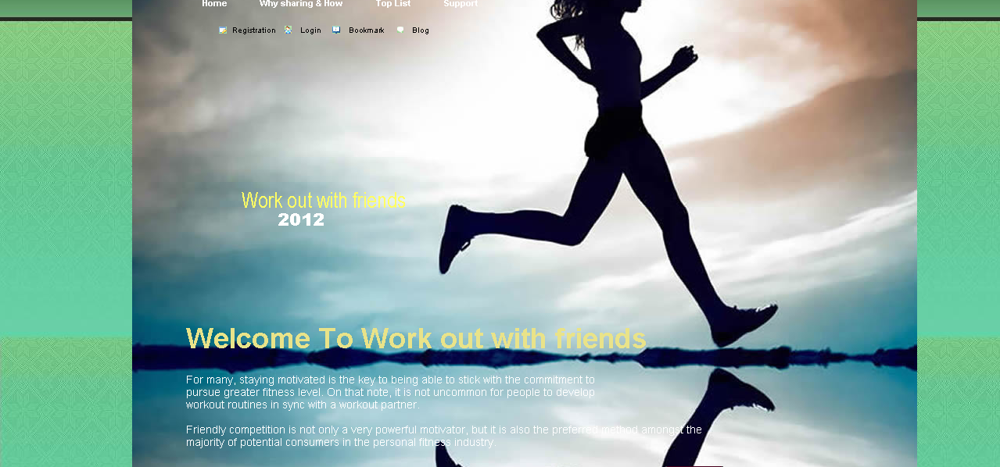 Home Why sharing & How Top List Support
Registration Login Bookmark Blog
Work out with friends
2012
Welcome To Work out with friends
For many, staying motivated is the key to being able to stick with the commitment to
pursue greater fitness level. On that note, it is not uncommon for people to develop
workout routines in sync with a workout partner.
Friendly competition is not only a very powerful motivator, but it is also the preferred method amongst the
majority of potential consumers in the personal fitness industry.